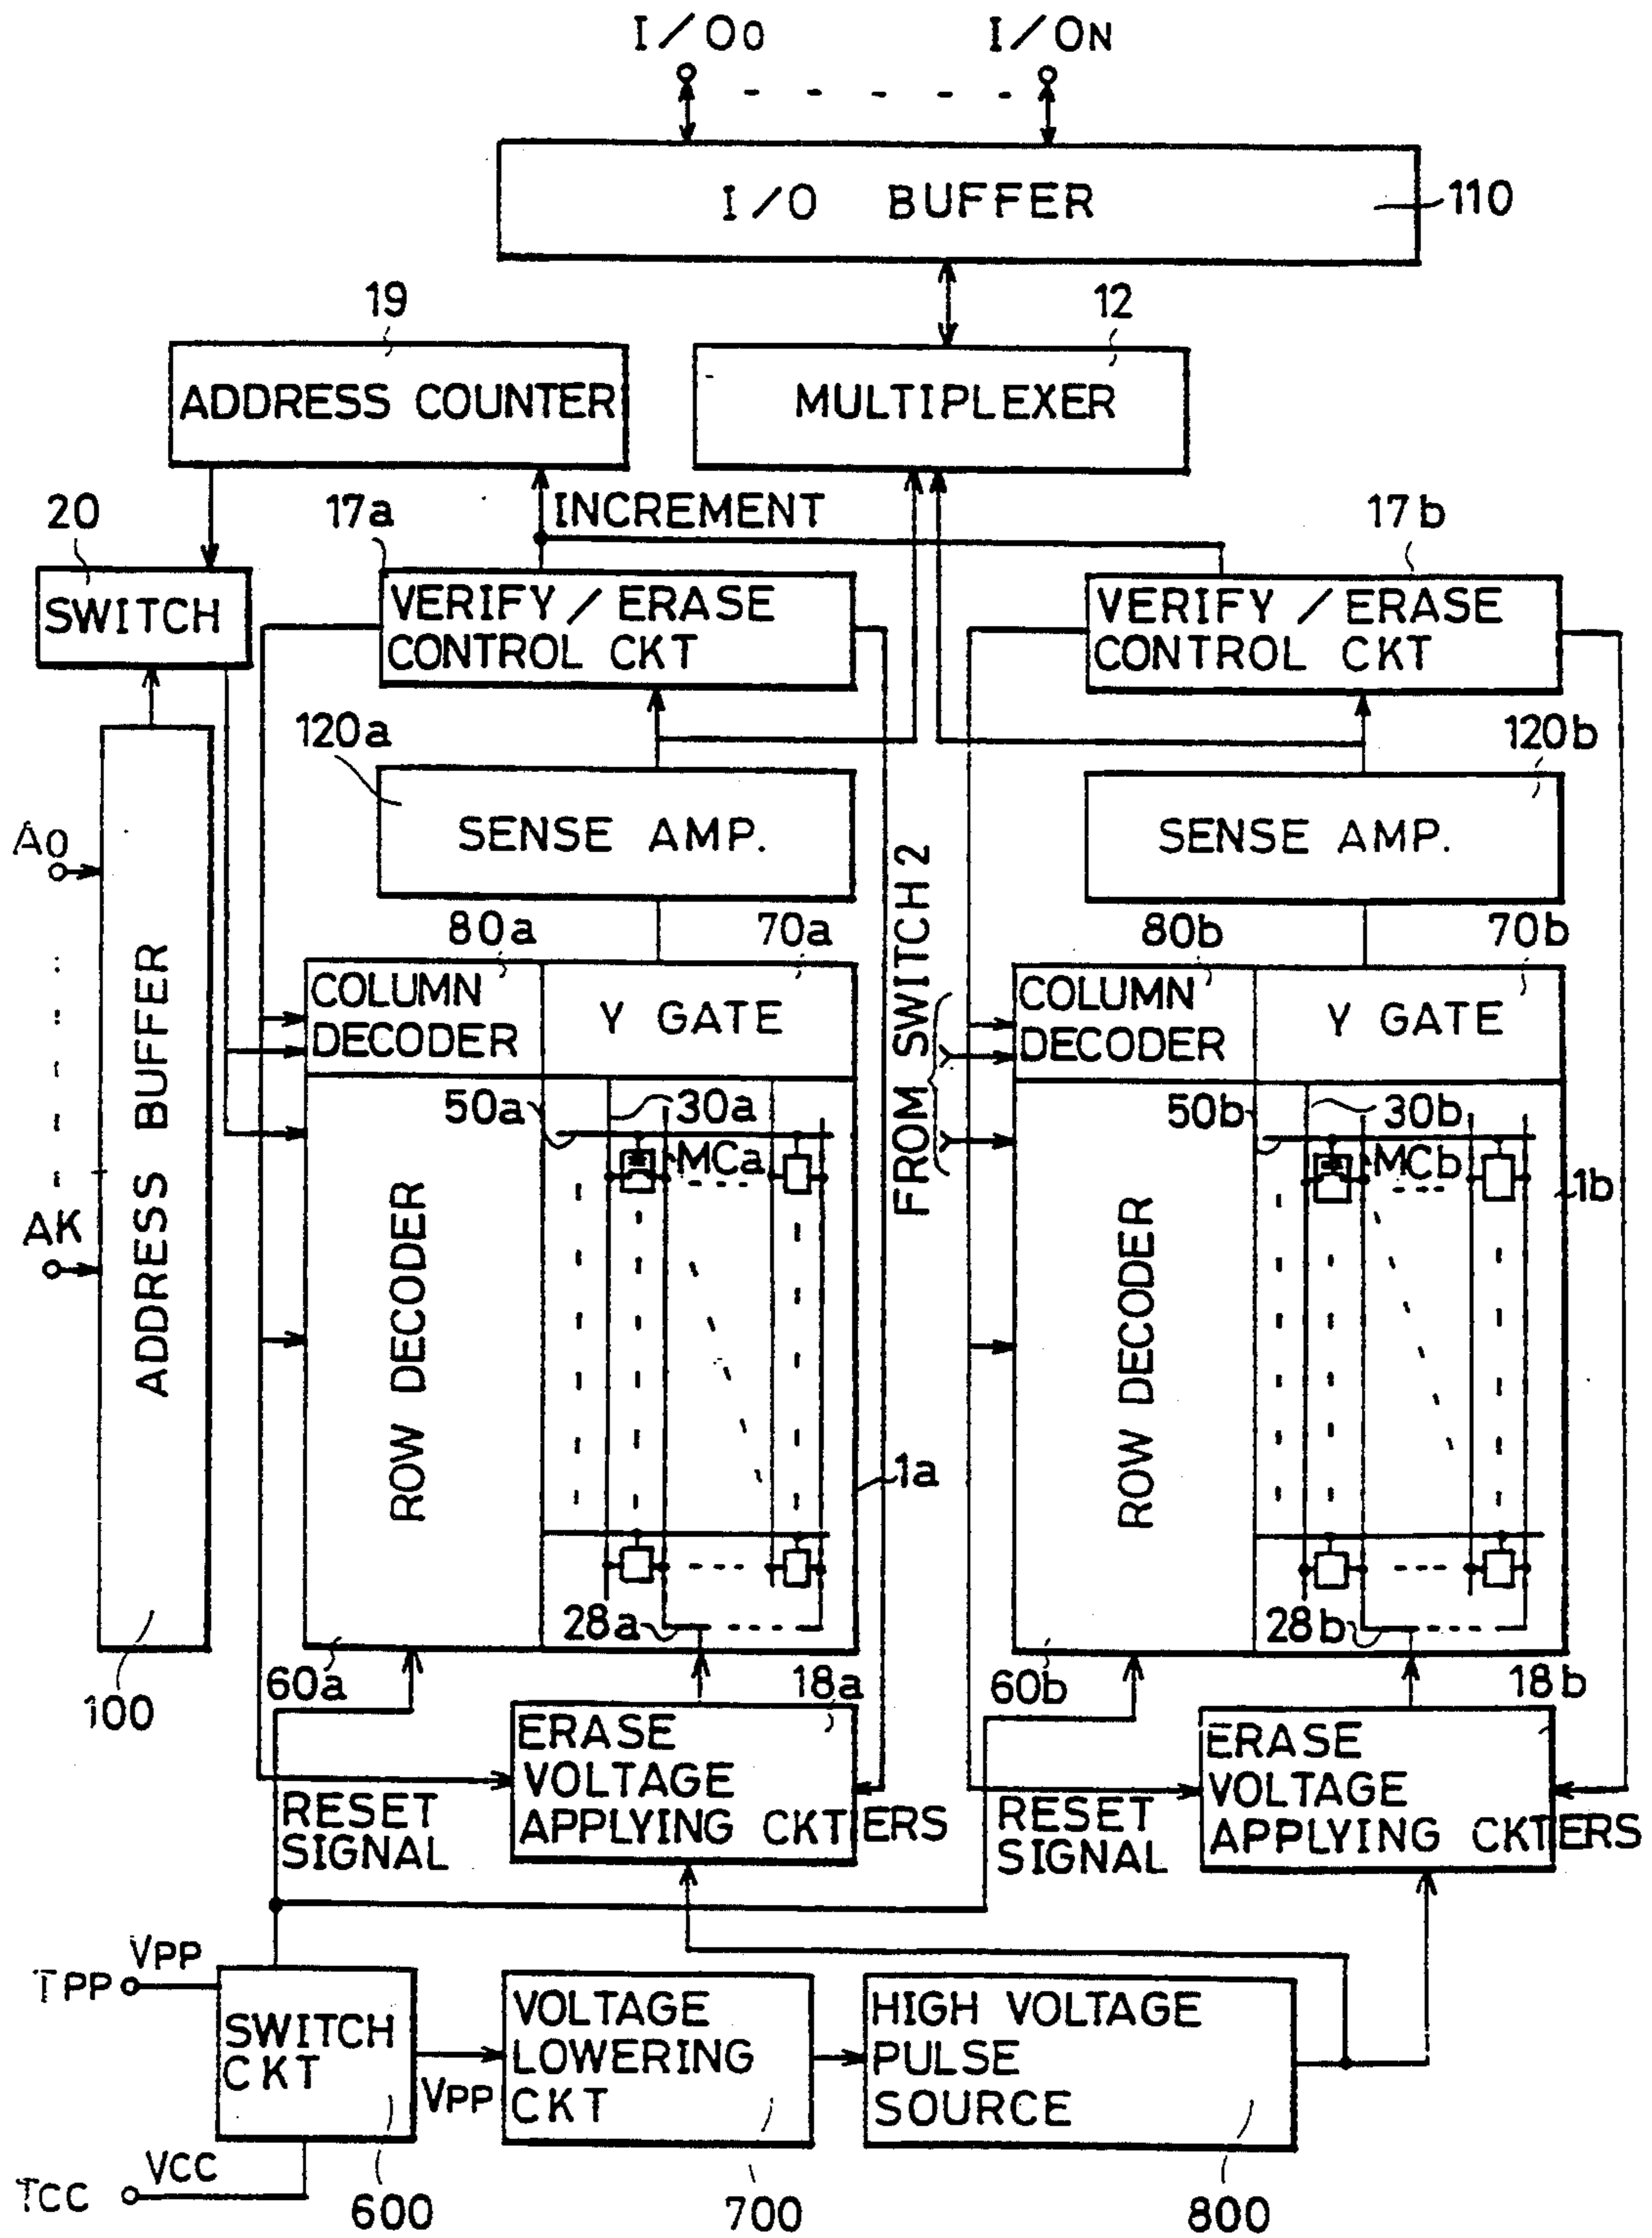 I/O0 I/ON
I/O BUFFER
110
19
12
ADDRESS COUNTER
MULTIPLEXER
20
17a
INCREMENT
17b
SWITCH
VERIFY / ERASE
CONTROL CKT
VERIFY / ERASE
CONTROL CKT
120a
120b
SENSE AMP.
SENSE AMP.
A0
AK
ADDRESS BUFFER
100
FROM SWITCH 2
80a
70a
80b
70b
COLUMN
DECODER
Y GATE
COLUMN
DECODER
Y GATE
50a
30a
MCa
50b
30b
MCb
1b
ROW DECODER
1a
ROW DECODER
28a
28b
60a
18a
60b
18b
ERASE
VOLTAGE
APPLYING CKT
ERS
RESET
SIGNAL
ERASE
VOLTAGE
APPLYING CKT
ERS
RESET
SIGNAL
VPP
TPP
SWITCH
CKT
VPP
VOLTAGE
LOWERING
CKT
HIGH VOLTAGE
PULSE
SOURCE
VCC
TCC
600
700
800